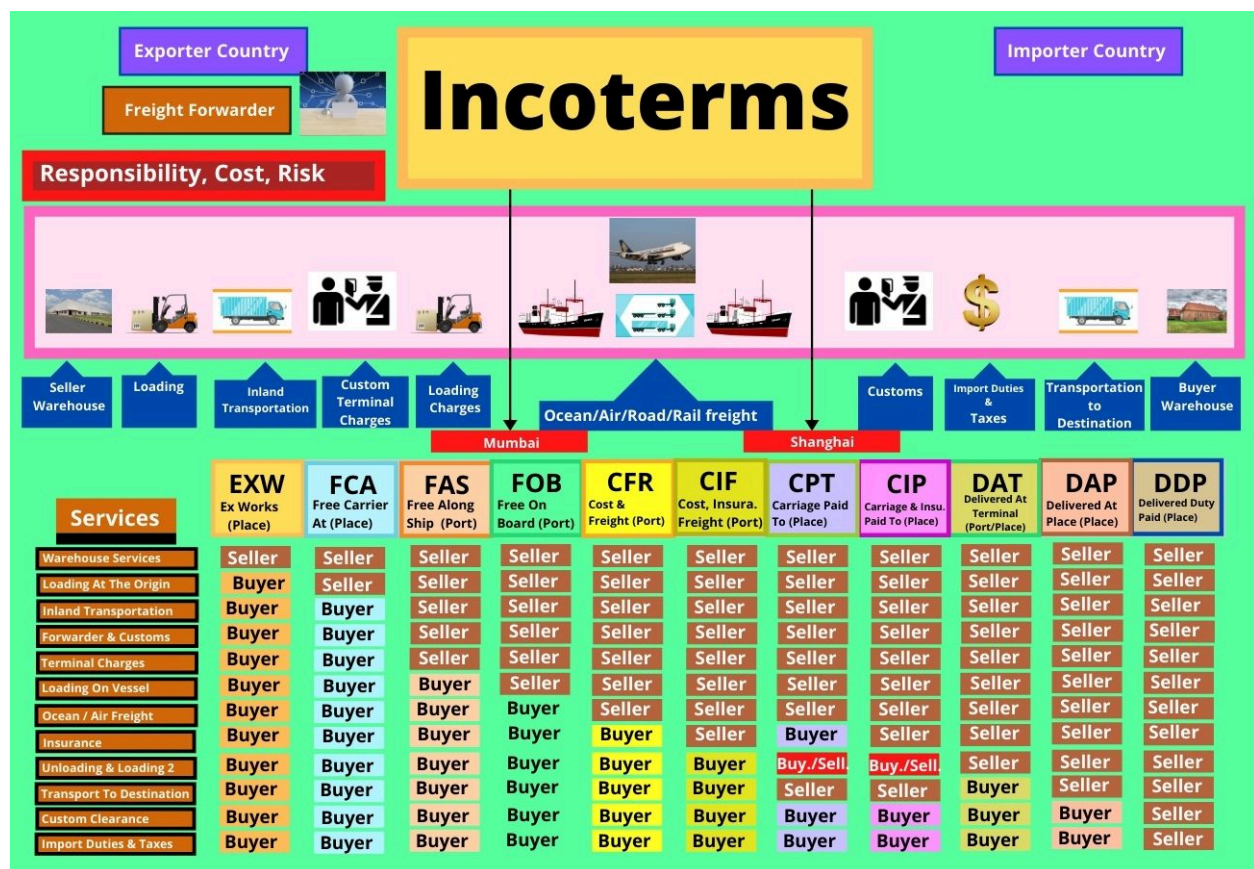 Exporter Country
Importer Country
Freight Forwarder
Incoterms
Responsibility, Cost, Risk
Seller
Warehouse
Loading
Inland
Transportation
Custom
Terminal
Charges
Loading
Charges
Ocean/Air/Road/Rail freight
Customs
Import Duties
&
Taxes
Transportation
to
Destination
Buyer
Warehouse
Mumbai
Shanghai
Services
EXW
Ex Works
(Place)
FCA
Free Carrier
At (Place)
FAS
Free Along
Ship (Port)
FOB
Free On
Board (Port)
CFR
Cost &
Freight (Port)
CIF
Cost, Insura.
Freight (Port)
CPT
Carriage Paid
To (Place)
CIP
Carriage & Insu.
Paid To (Place)
DAT
Delivered At
Terminal
(Port/Place)
DAP
Delivered At
Place (Place)
DDP
Delivered Duty
Paid (Place)
Warehouse Services Seller Seller Seller Seller Seller Seller Seller Seller Seller Seller Seller
Loading At The Origin Buyer Seller Seller Seller Seller Seller Seller Seller Seller Seller Seller
Inland Transportation Buyer Buyer Seller Seller Seller Seller Seller Seller Seller Seller Seller
Forwarder & Customs Buyer Buyer Seller Seller Seller Seller Seller Seller Seller Seller Seller
Terminal Charges Buyer Buyer Seller Seller Seller Seller Seller Seller Seller Seller Seller
Loading On Vessel Buyer Buyer Buyer Seller Seller Seller Seller Seller Seller Seller Seller
Ocean / Air Freight Buyer Buyer Buyer Buyer Seller Seller Seller Seller Seller Seller Seller
Insurance Buyer Buyer Buyer Buyer Buyer Seller Buyer Seller Seller Seller Seller
Unloading & Loading 2 Buyer Buyer Buyer Buyer Buyer Buyer Buy./Sell. Buy./Sell. Seller Seller Seller
Transport To Destination Buyer Buyer Buyer Buyer Buyer Buyer Seller Seller Buyer Seller Seller
Custom Clearance Buyer Buyer Buyer Buyer Buyer Buyer Buyer Buyer Buyer Buyer Seller
Import Duties & Taxes Buyer Buyer Buyer Buyer Buyer Buyer Buyer Buyer Buyer Buyer Seller